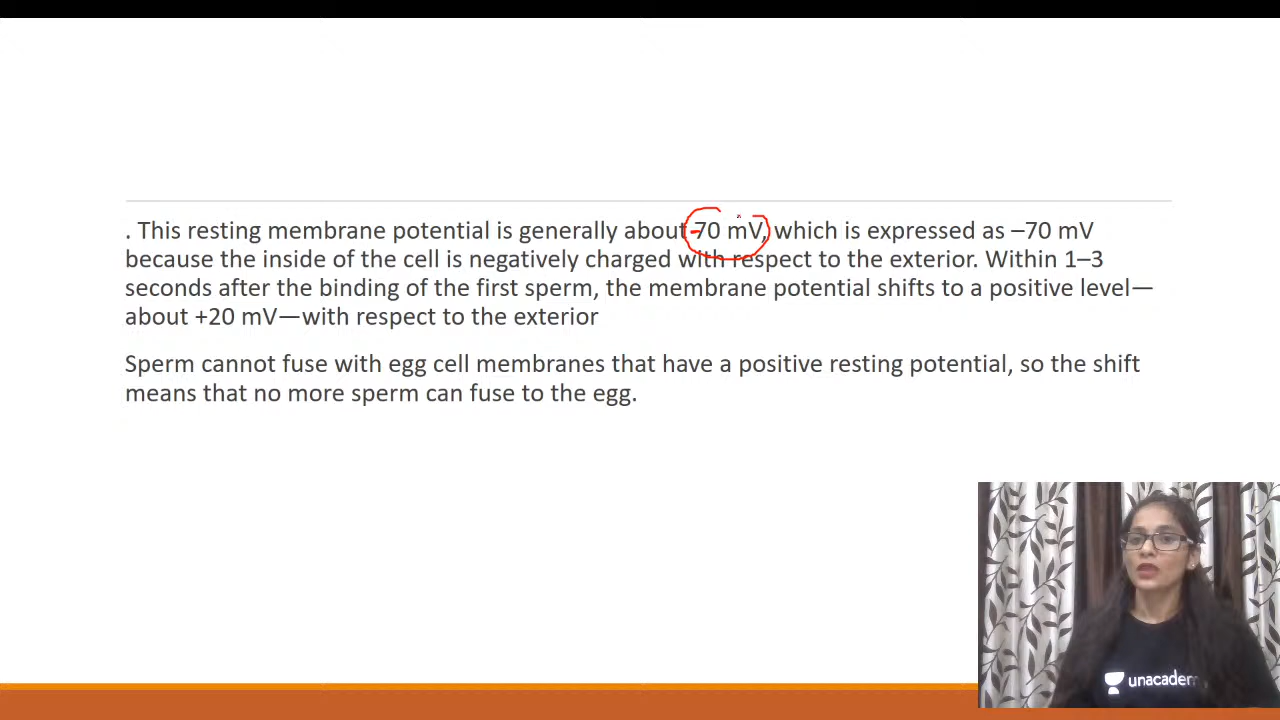 . This resting membrane potential is generally about 70 mV, which is expressed as –70 mV
because the inside of the cell is negatively charged with respect to the exterior. Within 1–3
seconds after the binding of the first sperm, the membrane potential shifts to a positive level—
about +20 mV—with respect to the exterior
Sperm cannot fuse with egg cell membranes that have a positive resting potential, so the shift
means that no more sperm can fuse to the egg.
unacademy